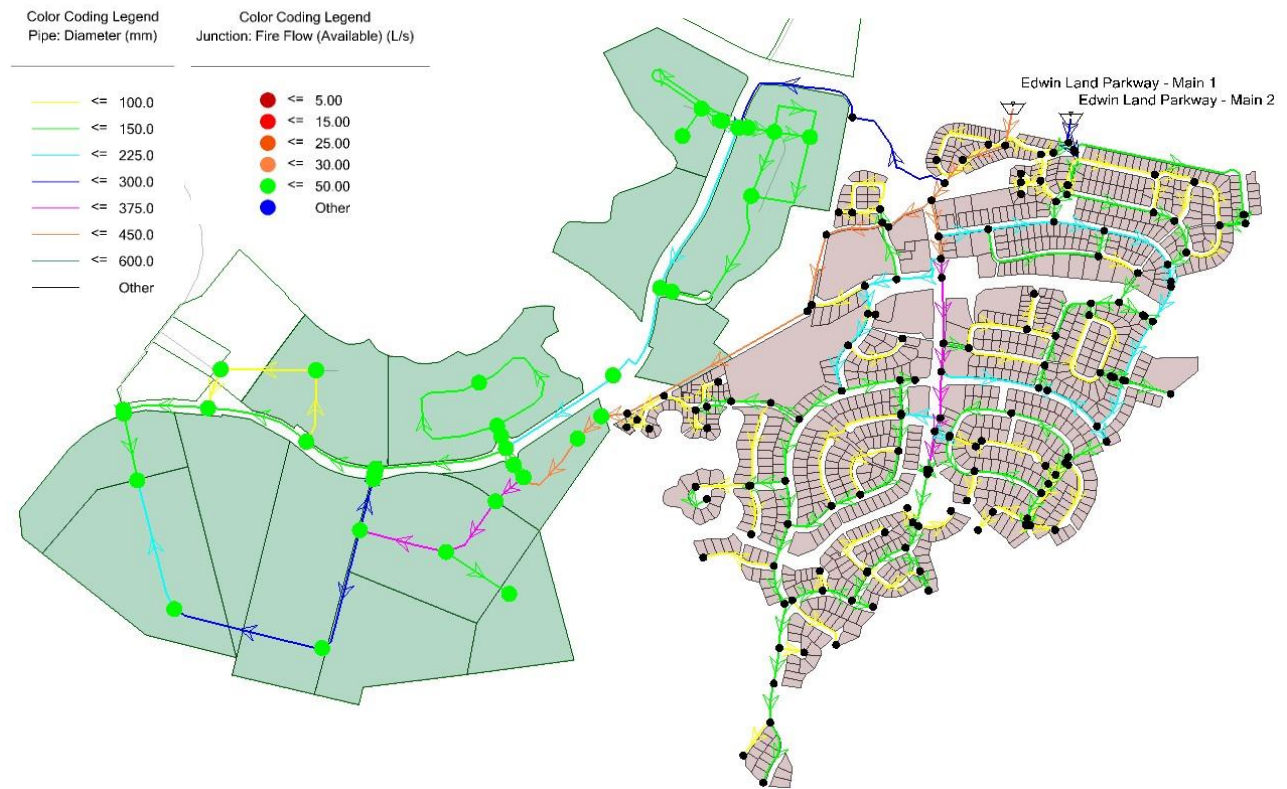 Color Coding Legend
Pipe: Diameter (mm)
<= 100.0
<= 150.0
<= 225.0
<= 300.0
<= 375.0
<= 450.0
<= 600.0
Other
Color Coding Legend
Junction: Fire Flow (Available) (L/s)
<= 5.00
<= 15.00
<= 25.00
<= 30.00
<= 50.00
Other
Edwin Land Parkway - Main 1
Edwin Land Parkway - Main 2